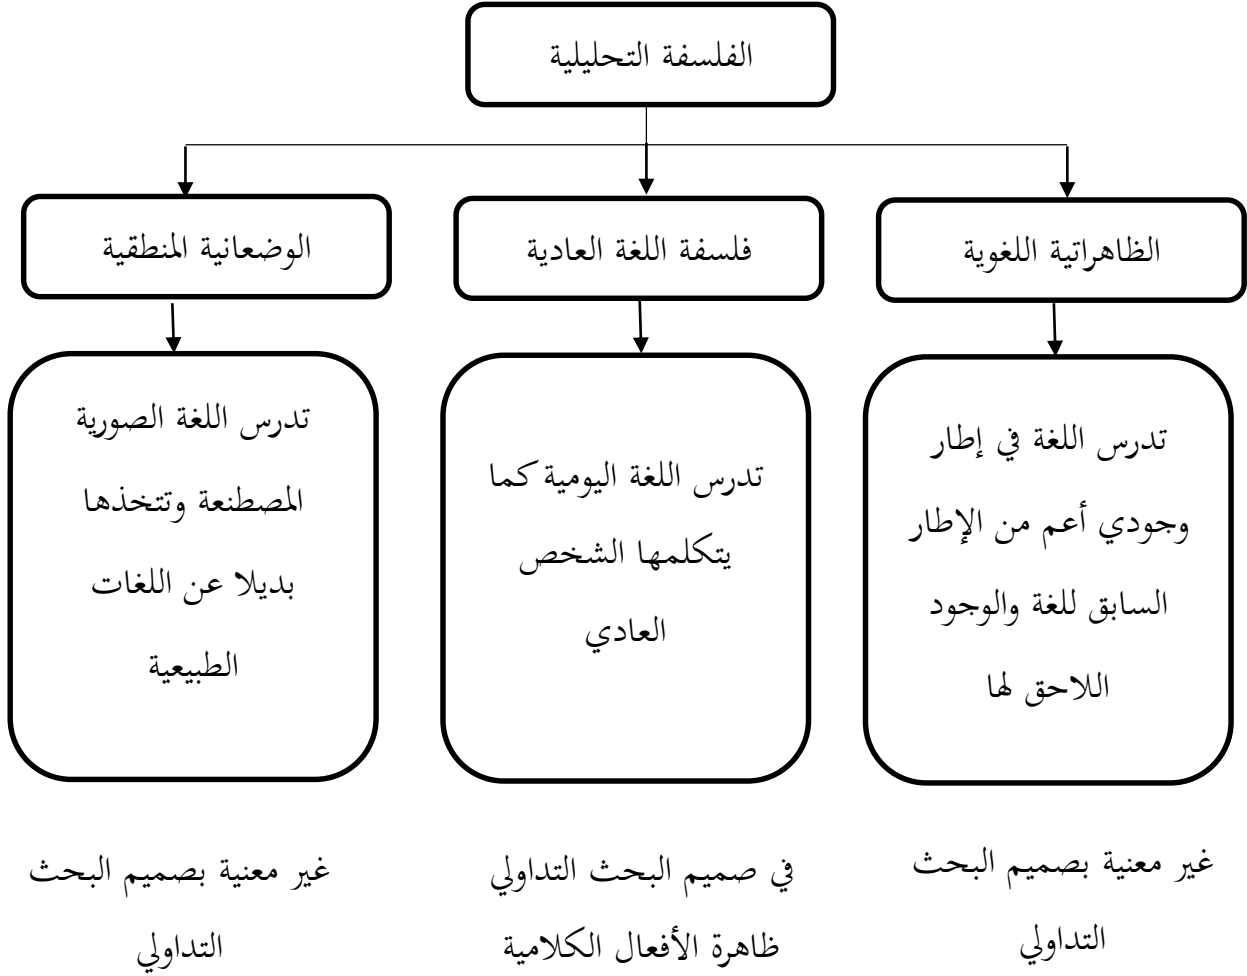 الفلسفة التحليلية
الظاهراتية اللغوية
فلسفة اللغة العادية
الوضعانية المنطقية
تدرس اللغة في إطار
وجودي أعم من الإطار
السابق للغة والوجود
اللاحق لها
تدرس اللغة اليومية كما
يتكلمها الشخص
العادي
تدرس اللغة الصورية
المصطنعة وتتخذها
بديلا عن اللغات
الطبيعية
غير معنية بصميم البحث
التداولي
في صميم البحث التداولي
ظاهرة الأفعال الكلامية
غير معنية بصميم البحث
التداولي